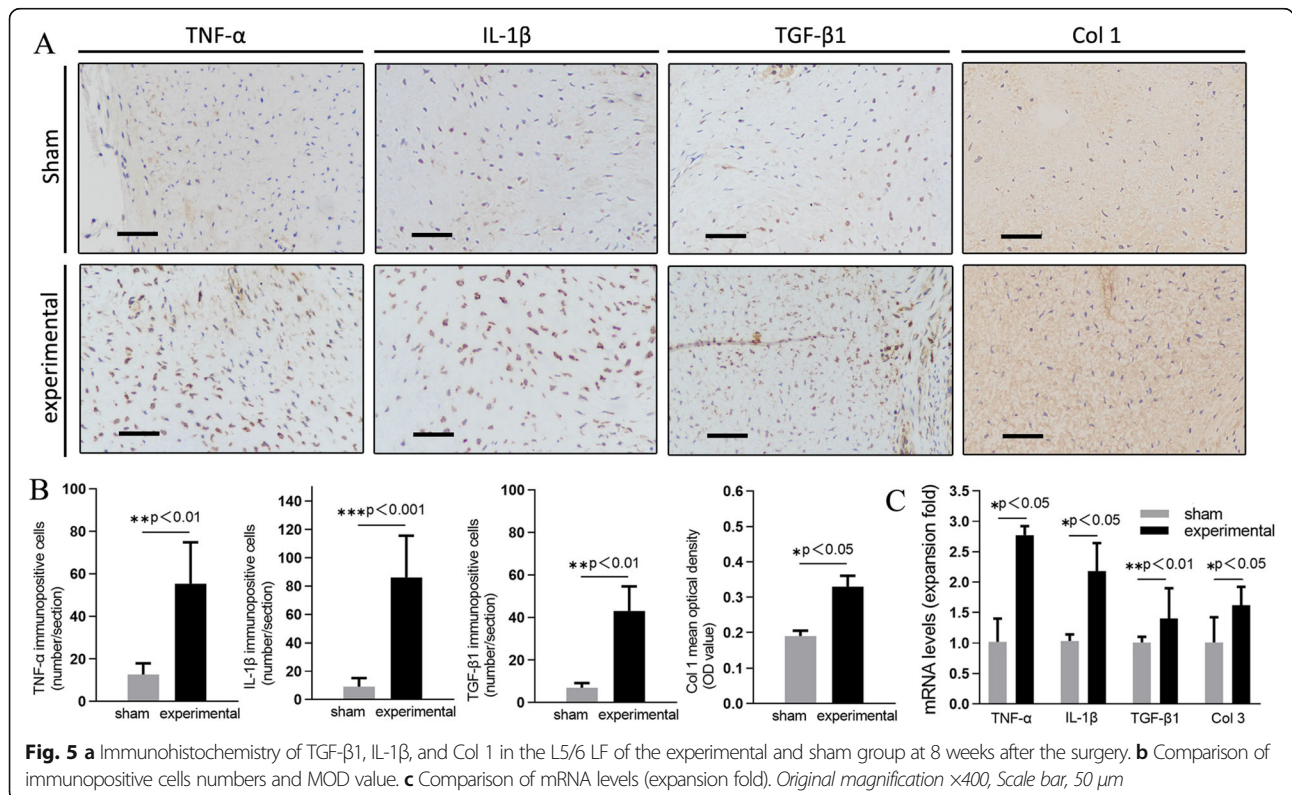 A
TNF-α
IL-1β
TGF-β1
Col 1
Sham
experimental
B
100
80
60
40
20
0
TNF-α immunopositive cells
(number/section)
**p<0.01
sham experimental
140
120
100
80
60
40
20
0
IL-1β immunopositive cells
(number/section)
***p<0.001
sham experimental
100
80
60
40
20
0
TGF-β1 immunopositive cells
(number/section)
**p<0.01
sham experimental
0.6
0.5
0.4
0.3
0.2
0.1
0.0
Col 1 mean optical density
(OD value)
*p<0.05
sham experimental
C
3.5
3.0
2.5
2.0
1.5
1.0
0.5
0.0
mRNA levels (expansion fold)
sham
experimental
*p<0.05
*p<0.05
**p<0.01
*p<0.05
TNF-α
IL-1β
TGF-β1
Col 3
Fig. 5 a Immunohistochemistry of TGF-β1, IL-1β, and Col 1 in the L5/6 LF of the experimental and sham group at 8 weeks after the surgery. b Comparison of
immunopositive cells numbers and MOD value. c Comparison of mRNA levels (expansion fold). Original magnification ×400, Scale bar, 50 μm